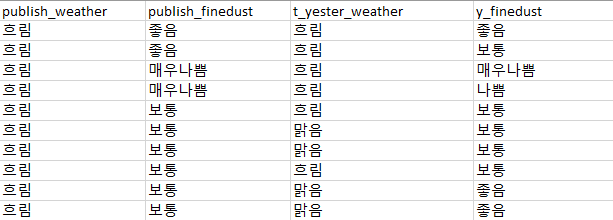 publish_weather publish_finedust t_yester_weather y_finedust
흐림 좋음 흐림 좋음
흐림 좋음 흐림 보통
흐림 매우나쁨 흐림 매우나쁨
흐림 매우나쁨 흐림 나쁨
흐림 보통 흐림 보통
흐림 보통 맑음 보통
흐림 보통 맑음 보통
흐림 보통 흐림 보통
흐림 보통 맑음 좋음
흐림 보통 맑음 좋음